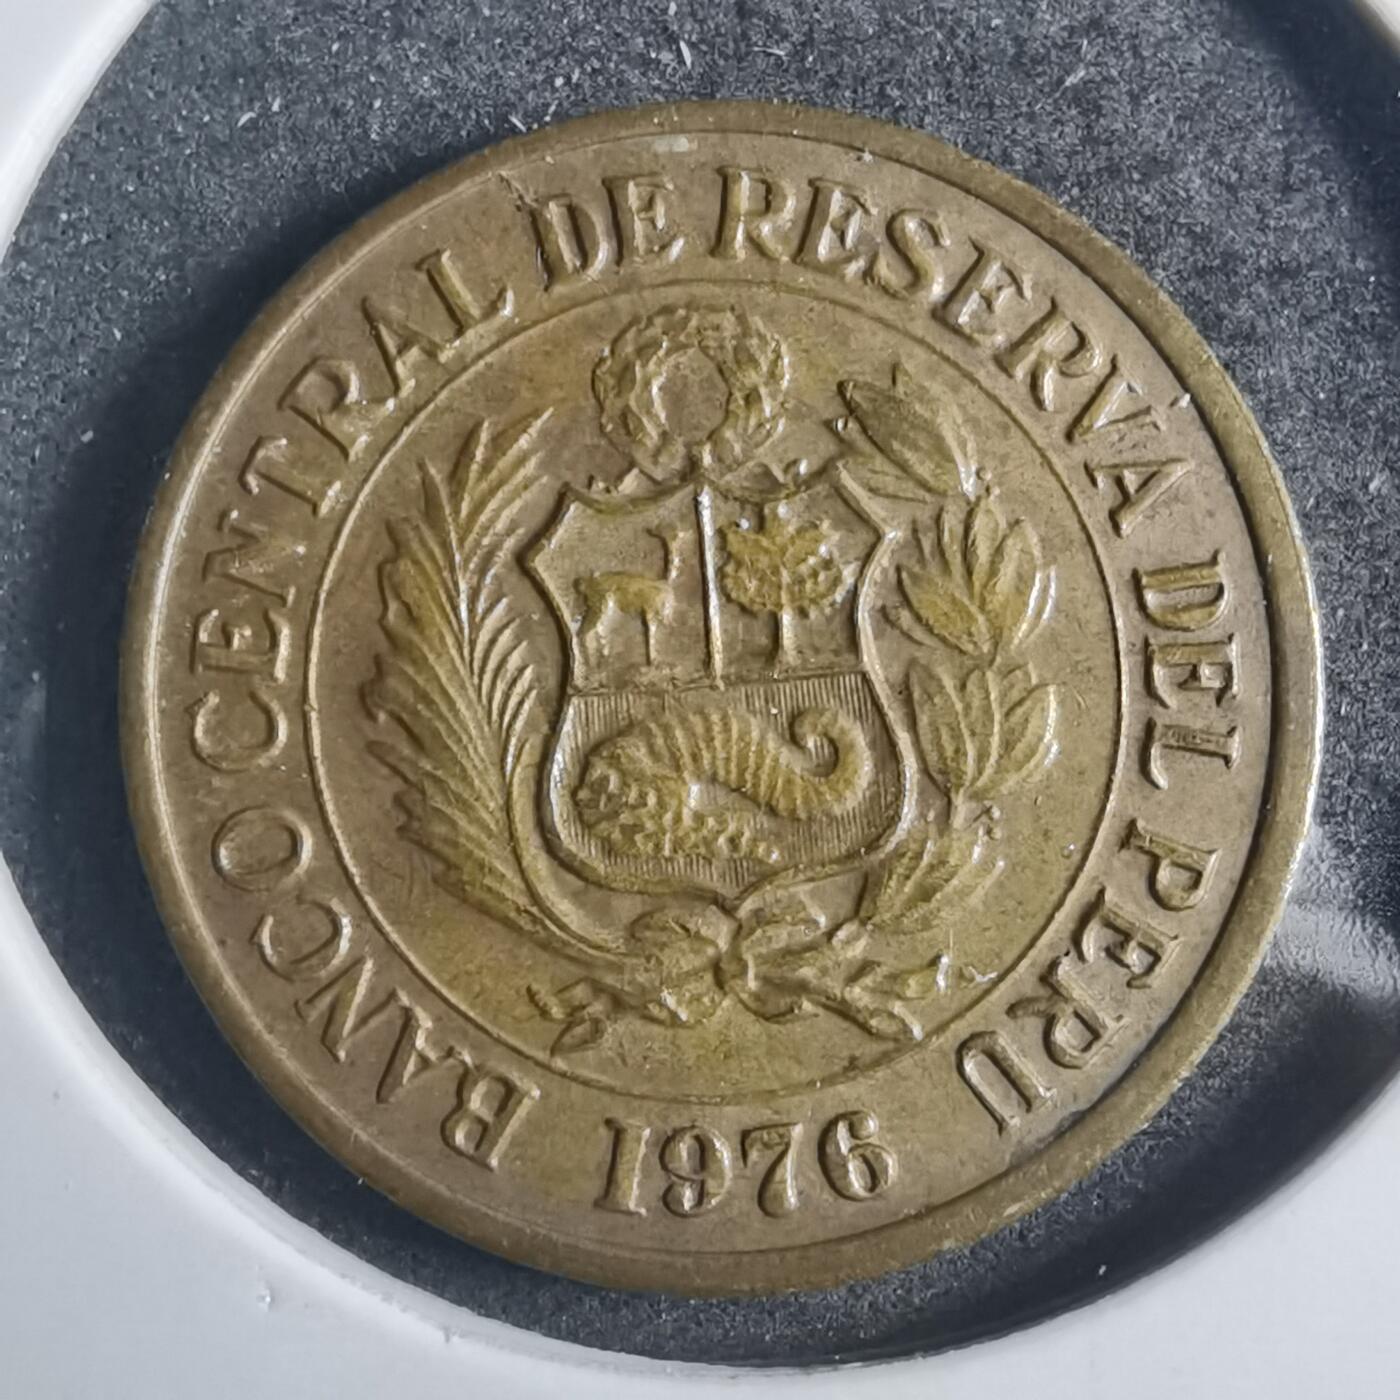 BANCO CENTRAL DE RESERVA DEL PERU
1976